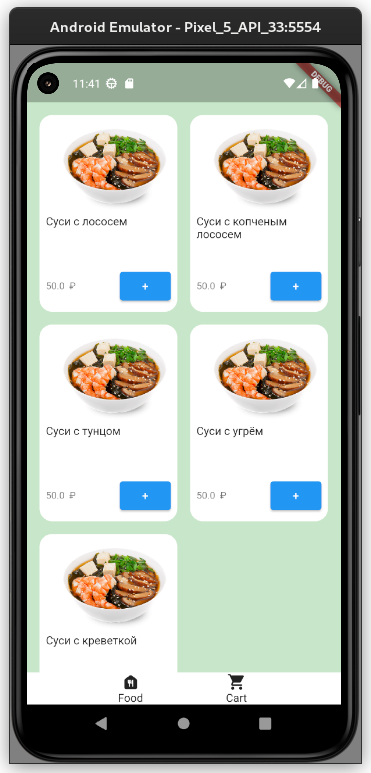 Android Emulator - Pixel_5_API_33:5554
11:41
DEBUG
Суси с лососем
Суси с копченым
лососем
50.0 ₽
+
50.0 ₽
+
Суси с тунцом
Суси с угрём
50.0 ₽
+
50.0 ₽
+
Суси с креветкой
Food
Cart